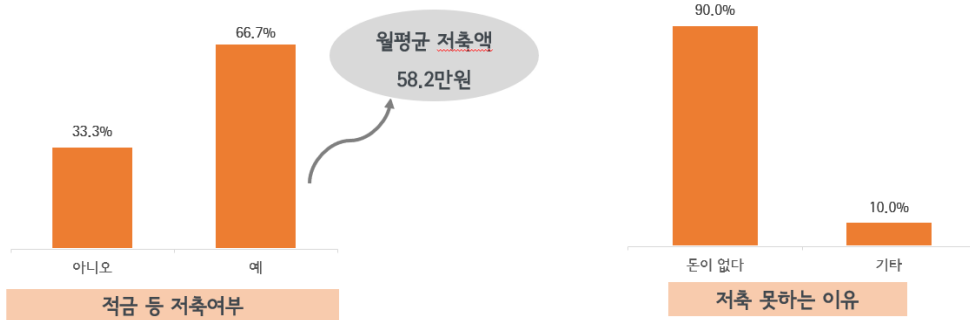 66.7%
33.3%
아니오
예
적금 등 저축여부
월평균 저축액
58.2만원
90.0%
10.0%
돈이 없다
기타
저축 못하는 이유